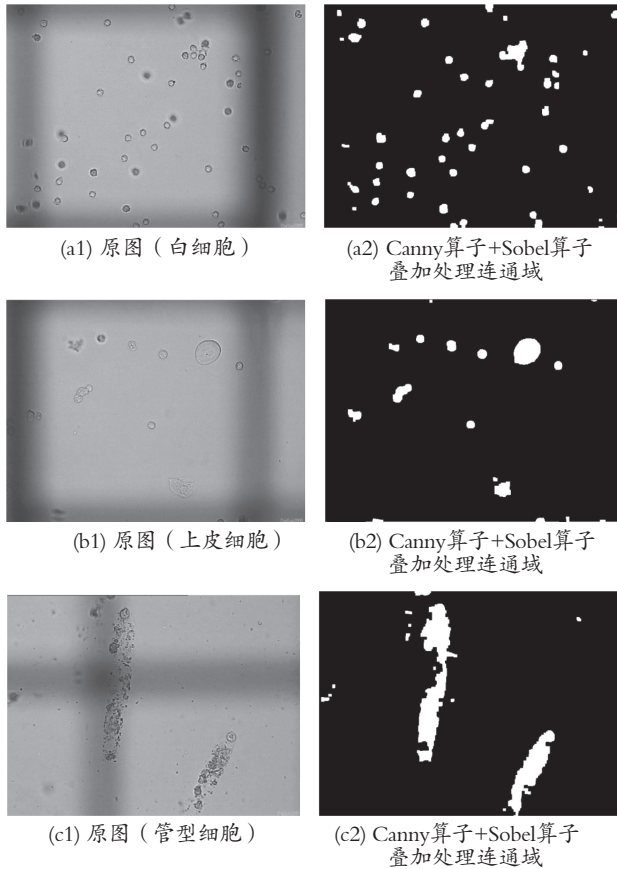 (a1) 原图（白细胞）
(a2) Canny算子+Sobel算子
叠加处理连通域
(b1) 原图（上皮细胞）
(b2) Canny算子+Sobel算子
叠加处理连通域
(c1) 原图（管型细胞）
(c2) Canny算子+Sobel算子
叠加处理连通域